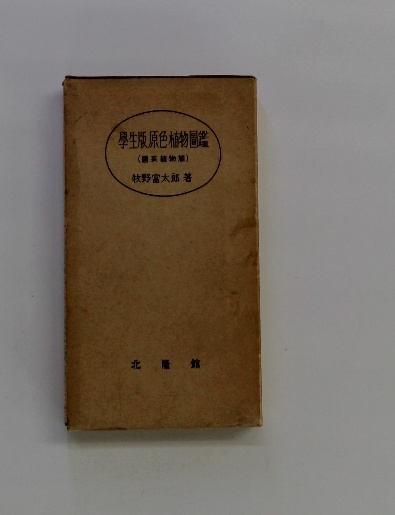 學生版原色植物圖鑑
(園芸植物篇)
牧野富太郎 著
北隆館